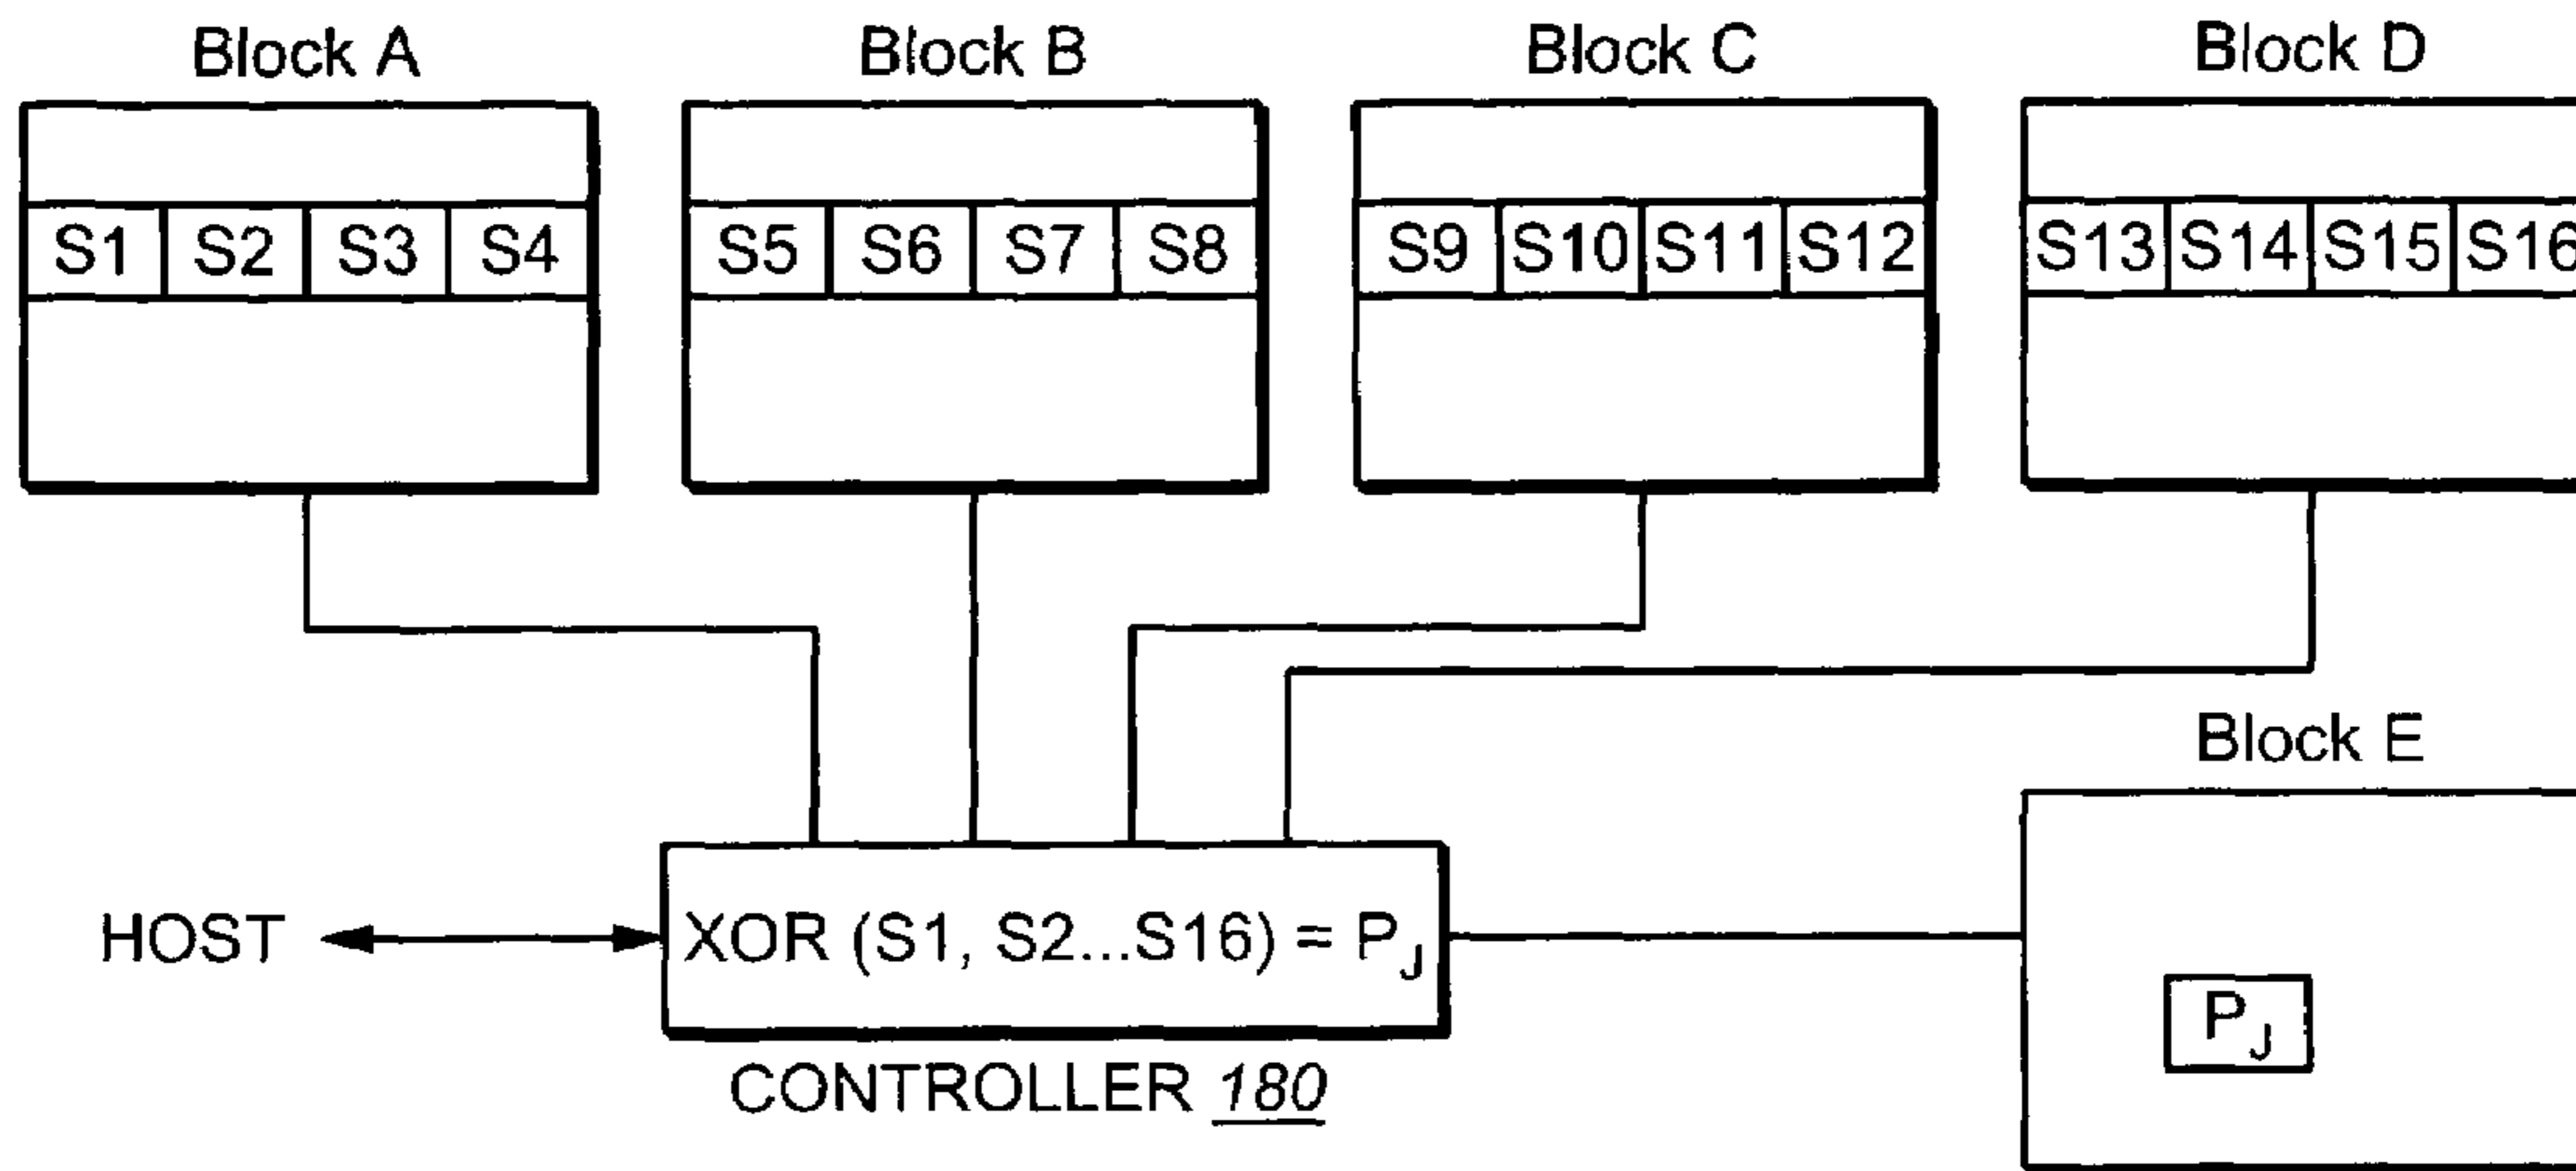 Block A Block B Block C Block D
S1 S2 S3 S4 S5 S6 S7 S8 S9 S10 S11 S12 S13 S14 S15 S16
Block E
HOST XOR (S1, S2...S16) = PJ
PJ
CONTROLLER 180